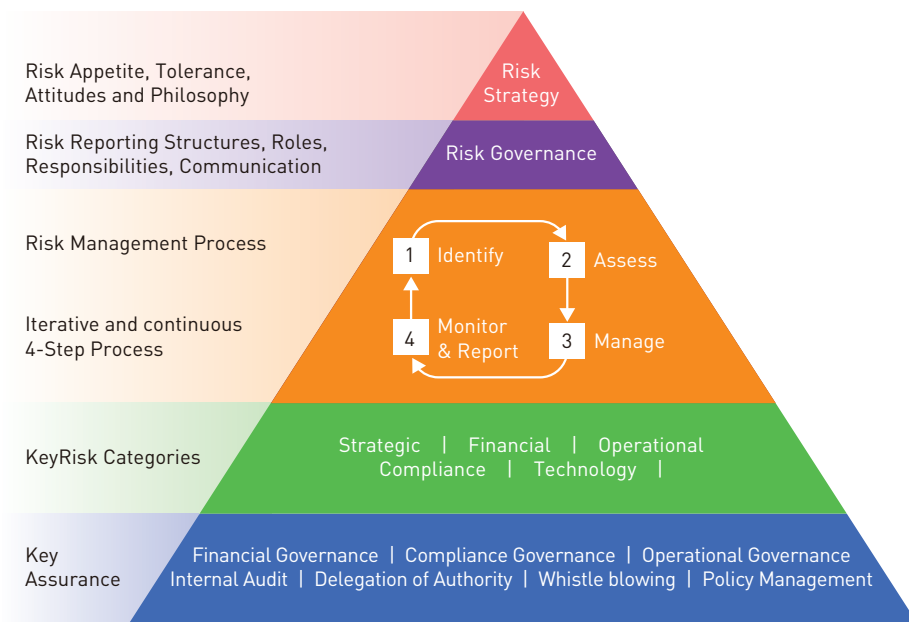 Risk Appetite, Tolerance,
Attitudes and Philosophy
Risk
Strategy
Risk Reporting Structures, Roles,
Responsibilities, Communication
Risk Governance
Risk Management Process
Iterative and continuous
4-Step Process
1 Identify
2 Assess
3 Manage
4 Monitor
& Report
KeyRisk Categories
Strategic | Financial | Operational
Compliance | Technology |
Key
Assurance
Financial Governance | Compliance Governance | Operational Governance
Internal Audit | Delegation of Authority | Whistle blowing | Policy Management